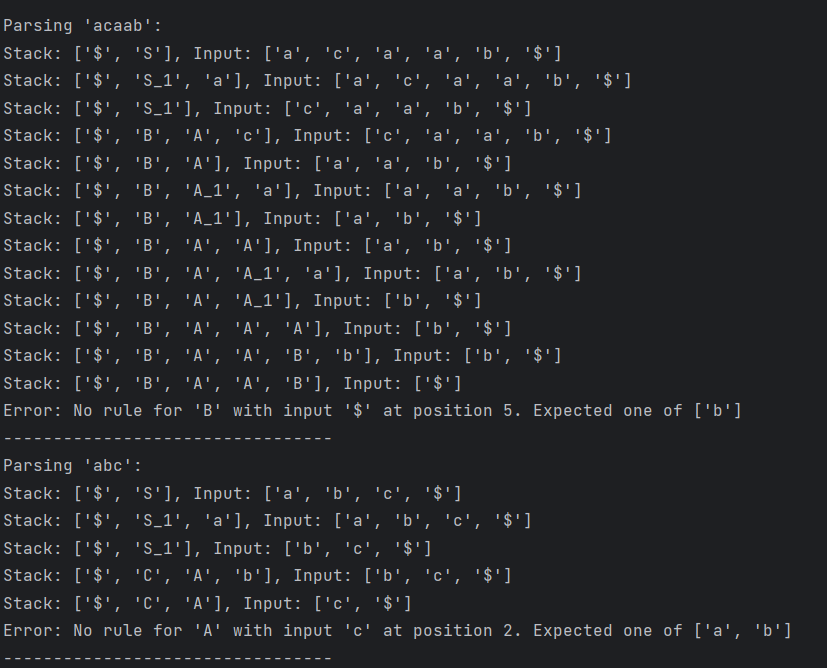 Parsing 'acaab':
Stack: ['$', 'S'], Input: ['a', 'c', 'a', 'a', 'b', '$']
Stack: ['$', 'S_1', 'a'], Input: ['a', 'c', 'a', 'a', 'b', '$']
Stack: ['$', 'S_1'], Input: ['c', 'a', 'a', 'b', '$']
Stack: ['$', 'B', 'A', 'c'], Input: ['c', 'a', 'a', 'b', '$']
Stack: ['$', 'B', 'A'], Input: ['a', 'a', 'b', '$']
Stack: ['$', 'B', 'A_1', 'a'], Input: ['a', 'a', 'b', '$']
Stack: ['$', 'B', 'A_1'], Input: ['a', 'b', '$']
Stack: ['$', 'B', 'A', 'A'], Input: ['a', 'b', '$']
Stack: ['$', 'B', 'A', 'A_1', 'a'], Input: ['a', 'b', '$']
Stack: ['$', 'B', 'A', 'A_1'], Input: ['b', '$']
Stack: ['$', 'B', 'A', 'A', 'A'], Input: ['b', '$']
Stack: ['$', 'B', 'A', 'A', 'B', 'b'], Input: ['b', '$']
Stack: ['$', 'B', 'A', 'A', 'B'], Input: ['$']
Error: No rule for 'B' with input '$' at position 5. Expected one of ['b']
---------------------------------
Parsing 'abc':
Stack: ['$', 'S'], Input: ['a', 'b', 'c', '$']
Stack: ['$', 'S_1', 'a'], Input: ['a', 'b', 'c', '$']
Stack: ['$', 'S_1'], Input: ['b', 'c', '$']
Stack: ['$', 'C', 'A', 'b'], Input: ['b', 'c', '$']
Stack: ['$', 'C', 'A'], Input: ['c', '$']
Error: No rule for 'A' with input 'c' at position 2. Expected one of ['a', 'b']
---------------------------------